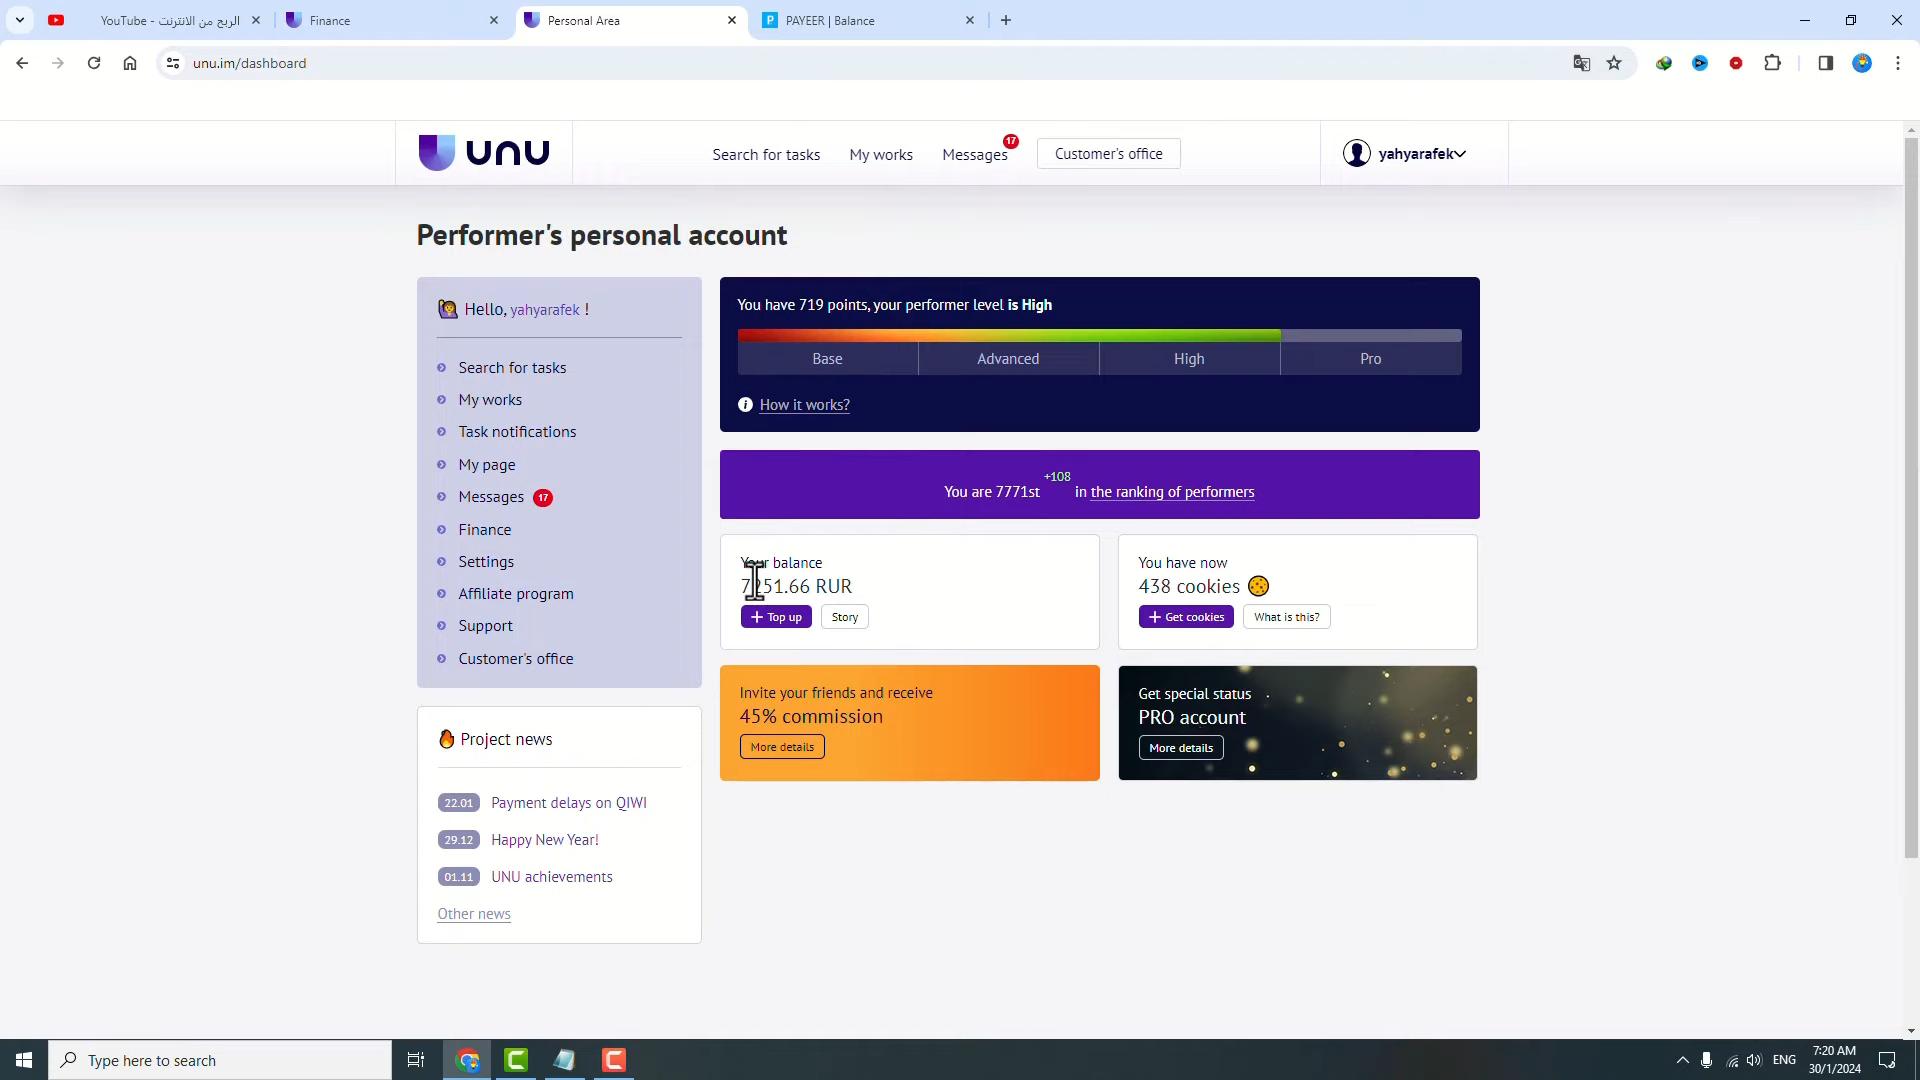 YouTube - الربح من الانترنت
Finance
Personal Area
P PAYEER | Balance
unu.im/dashboard
unu
Search for tasks
My works
Messages 17
Customer's office
yahyarafek
Performer's personal account
Hello, yahyarafek !
Search for tasks
My works
Task notifications
My page
Messages 17
Finance
Settings
Affiliate program
Support
Customer's office
You have 719 points, your performer level is High
Base
Advanced
High
Pro
i How it works?
You are 7771st +108 in the ranking of performers
Your balance
7251.66 RUR
+ Top up
Story
You have now
438 cookies
+ Get cookies
What is this?
Invite your friends and receive
45% commission
More details
Get special status
PRO account
More details
Project news
22.01 Payment delays on QIWI
29.12 Happy New Year!
01.11 UNU achievements
Other news
Type here to search
ENG
7:20 AM
30/1/2024